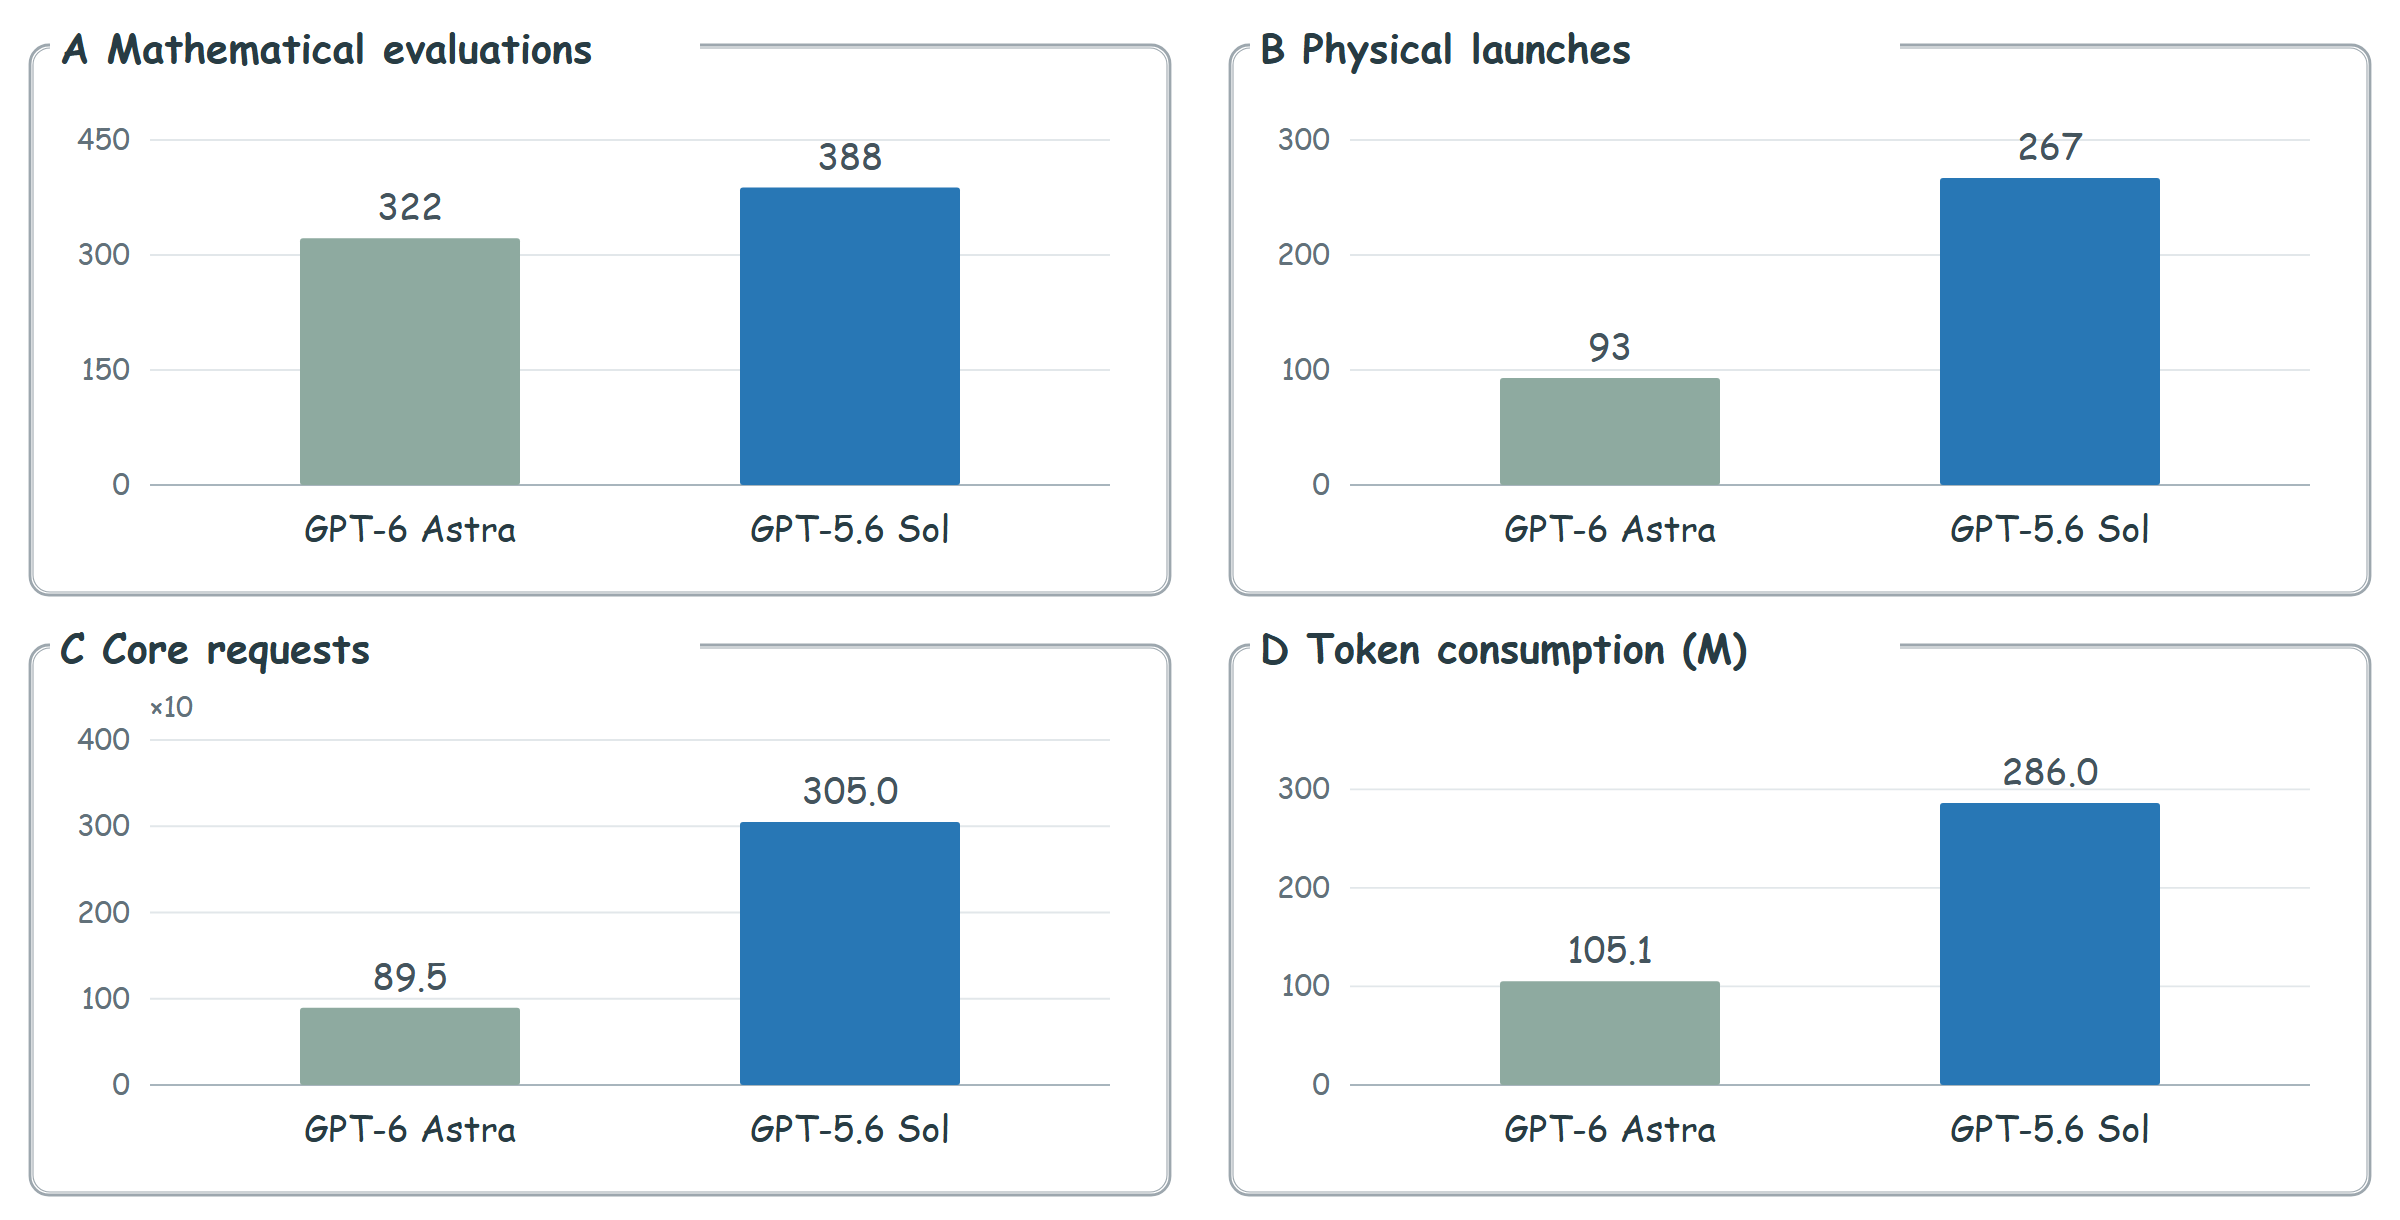 A Mathematical evaluations
450
300
150
0
322
388
GPT-6 Astra
GPT-5.6 Sol
B Physical launches
300
200
100
0
93
267
GPT-6 Astra
GPT-5.6 Sol
C Core requests
×10
400
300
200
100
0
89.5
305.0
GPT-6 Astra
GPT-5.6 Sol
D Token consumption (M)
300
200
100
0
105.1
286.0
GPT-6 Astra
GPT-5.6 Sol